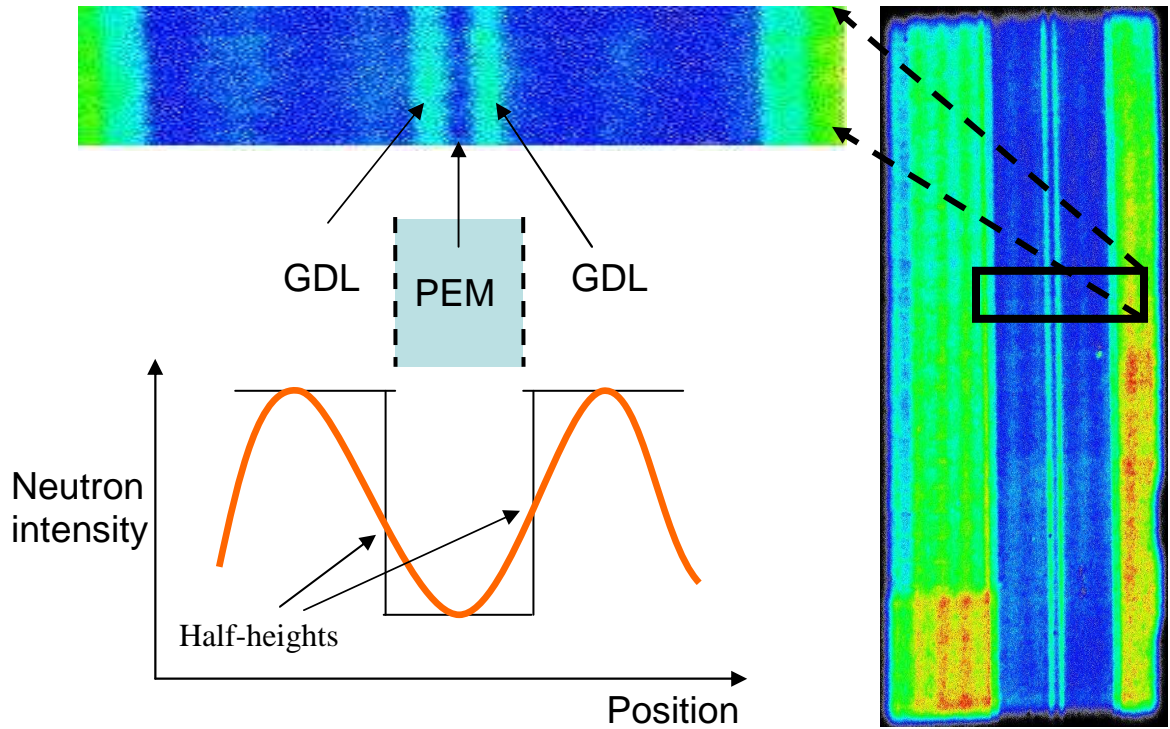 GDL
PEM
GDL
Neutron
intensity
Half-heights
Position